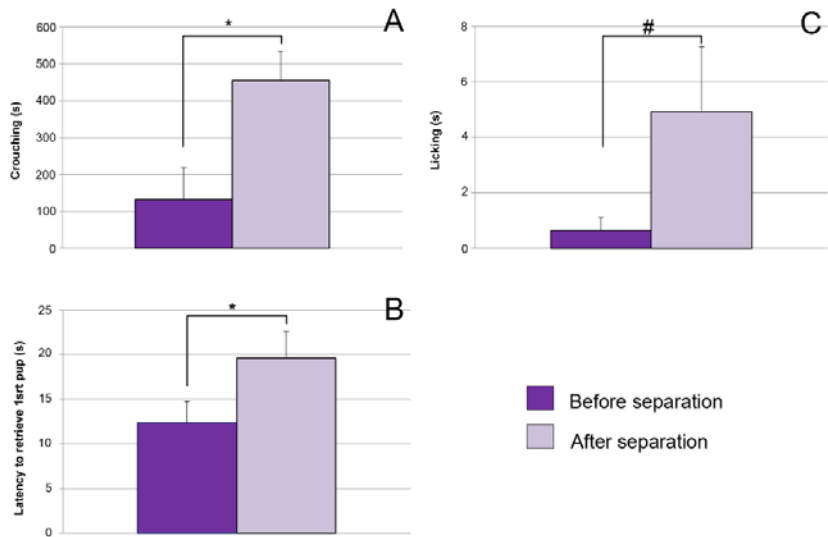 A
*
600
500
400
300
200
100
0
Crouching (s)
C
#
8
6
4
2
0
Licking (s)
B
*
25
20
15
10
5
0
Latency to retrieve 1srt pup (s)
Before separation
After separation